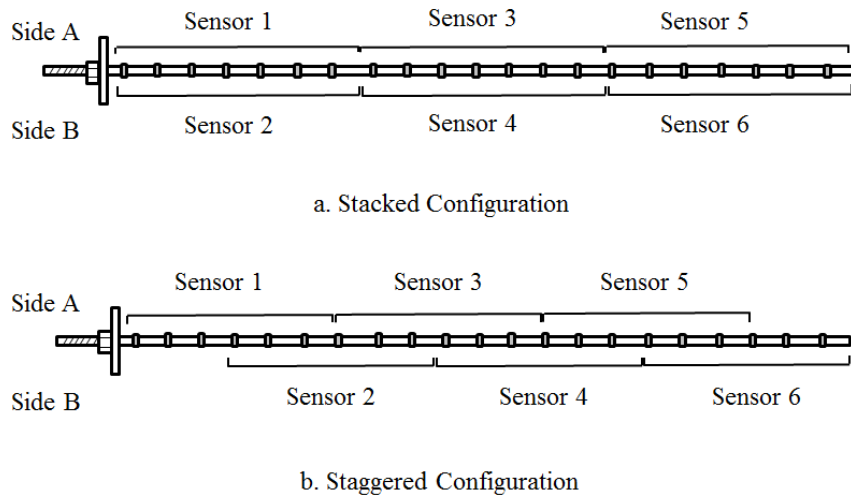 Side A
Sensor 1
Sensor 3
Sensor 5
Side B
Sensor 2
Sensor 4
Sensor 6
a. Stacked Configuration
Side A
Sensor 1
Sensor 3
Sensor 5
Side B
Sensor 2
Sensor 4
Sensor 6
b. Staggered Configuration